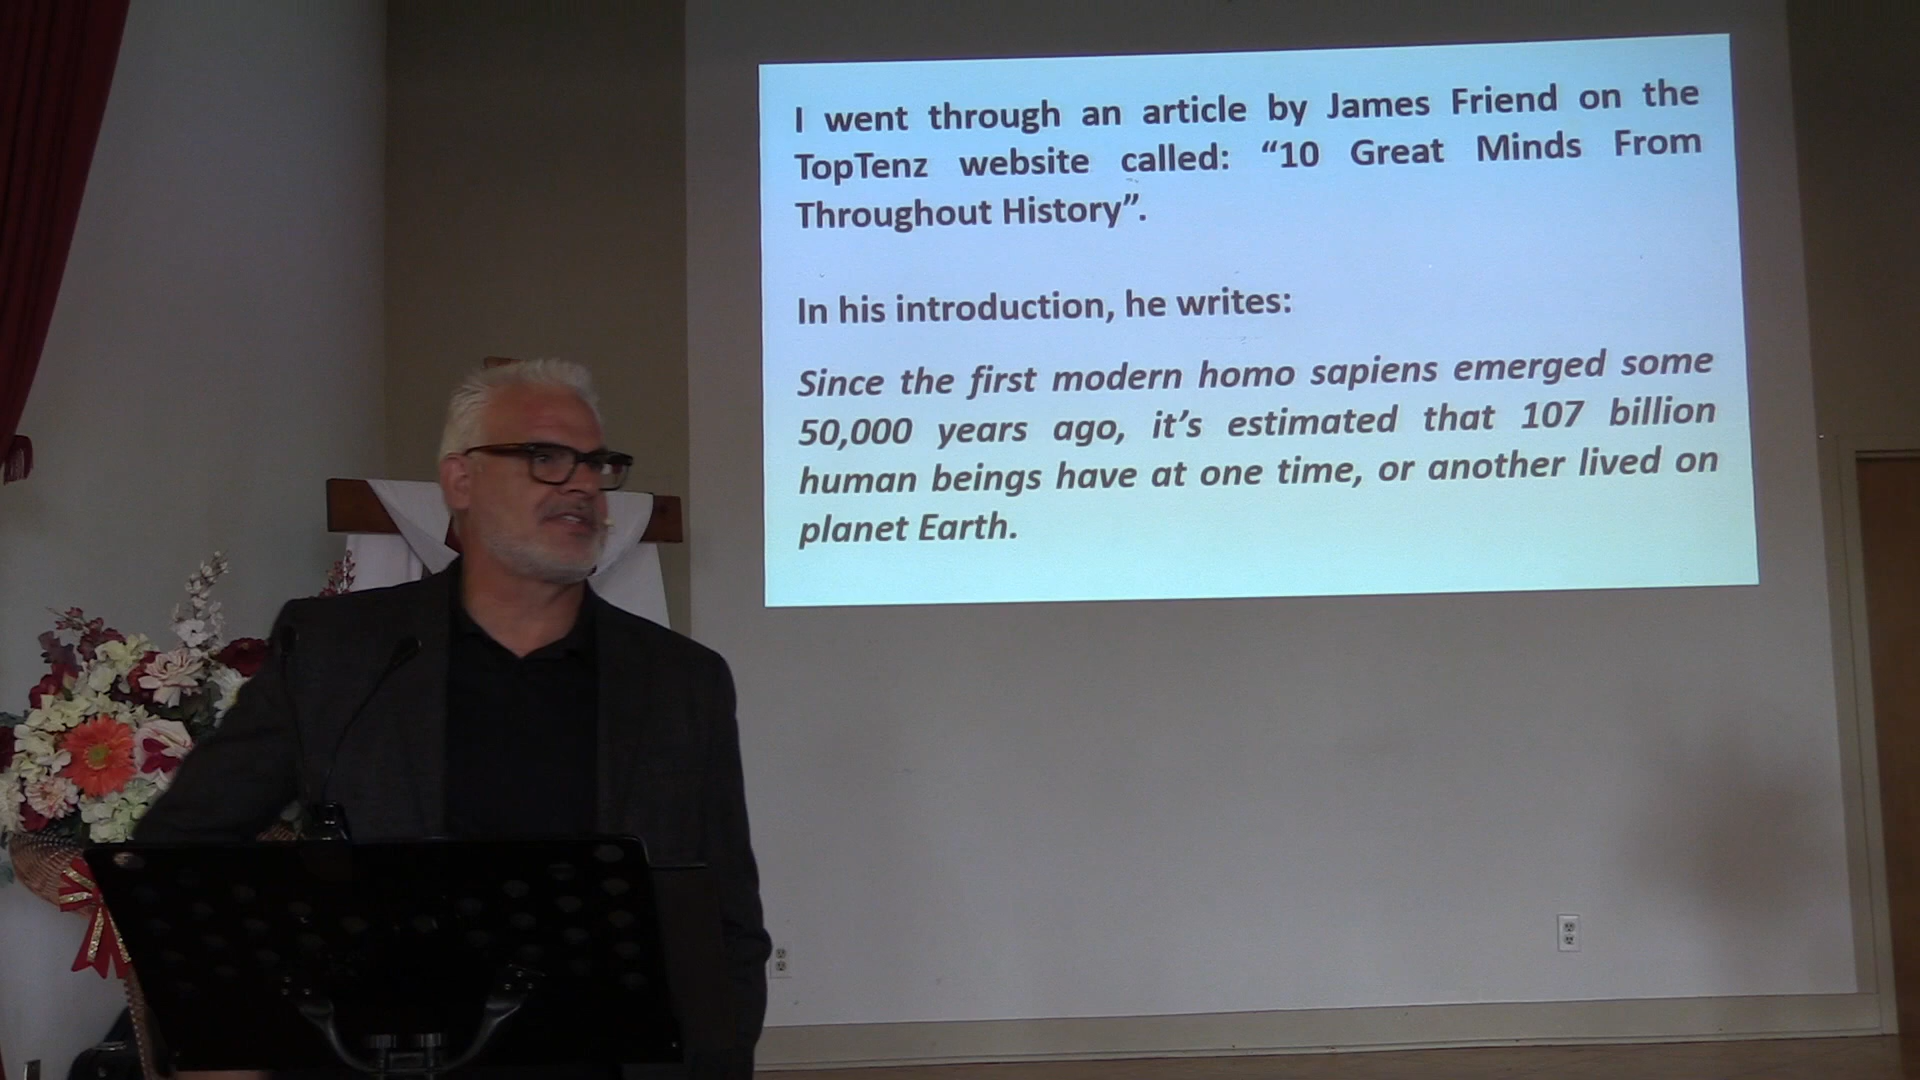 I went through an article by James Friend on the
TopTenz website called: “10 Great Minds From
Throughout History”.
In his introduction, he writes:
Since the first modern homo sapiens emerged some
50,000 years ago, it’s estimated that 107 billion
human beings have at one time, or another lived on
planet Earth.